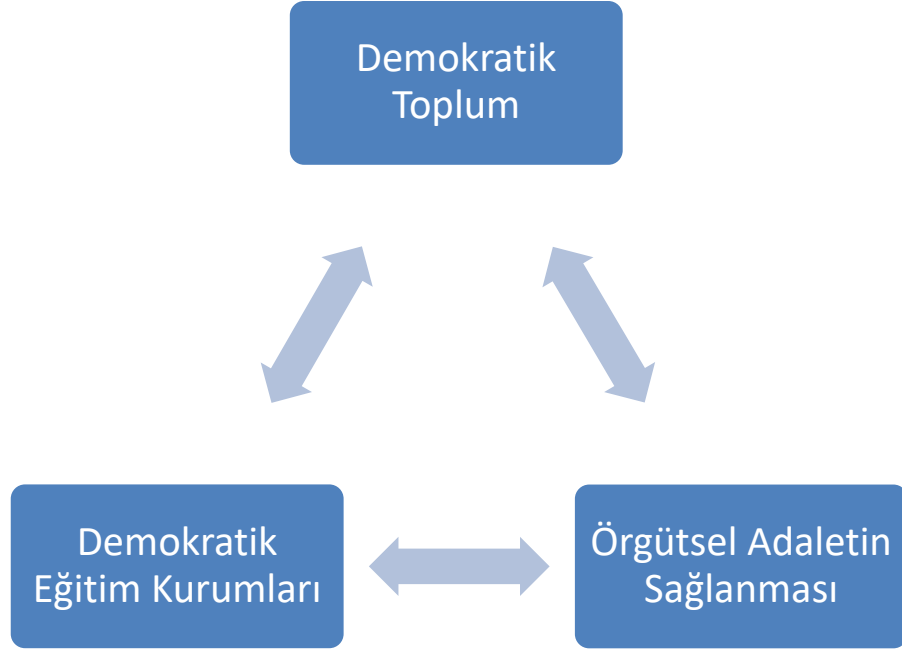 Demokratik
Toplum
Demokratik
Eğitim Kurumları
Örgütsel Adaletin
Sağlanması